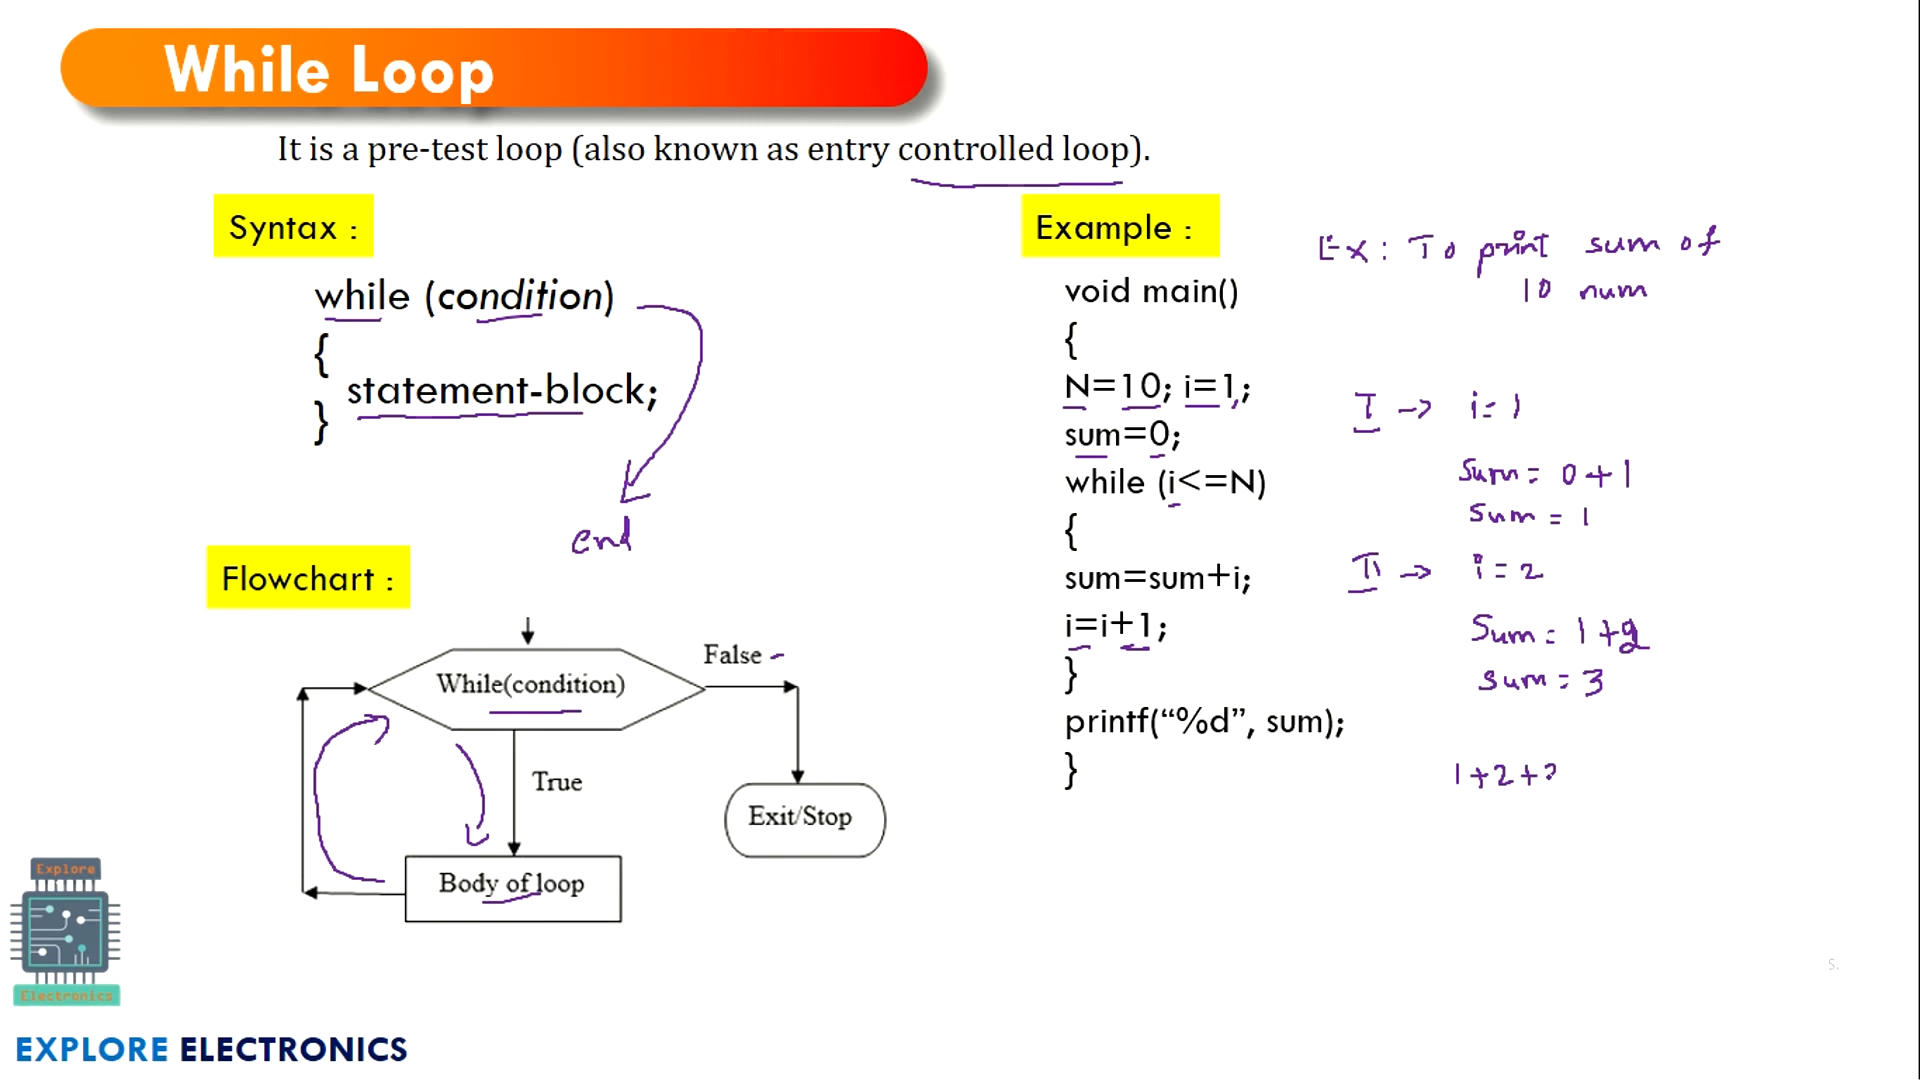 While Loop
It is a pre-test loop (also known as entry controlled loop).
Syntax :
while (condition)
{
statement-block;
}
end
Flowchart :
While(condition)
False
True
Exit/Stop
Body of loop
Example :
void main()
{
N=10; i=1,;
sum=0;
while (i<=N)
{
sum=sum+i;
i=i+1;
}
printf(“%d”, sum);
}
Ex: To print sum of
10 num
I -> i=1
Sum = 0+1
Sum = 1
II -> i=2
Sum = 1+2
Sum = 3
1+2+3
Explore
Electronics
EXPLORE ELECTRONICS
s.